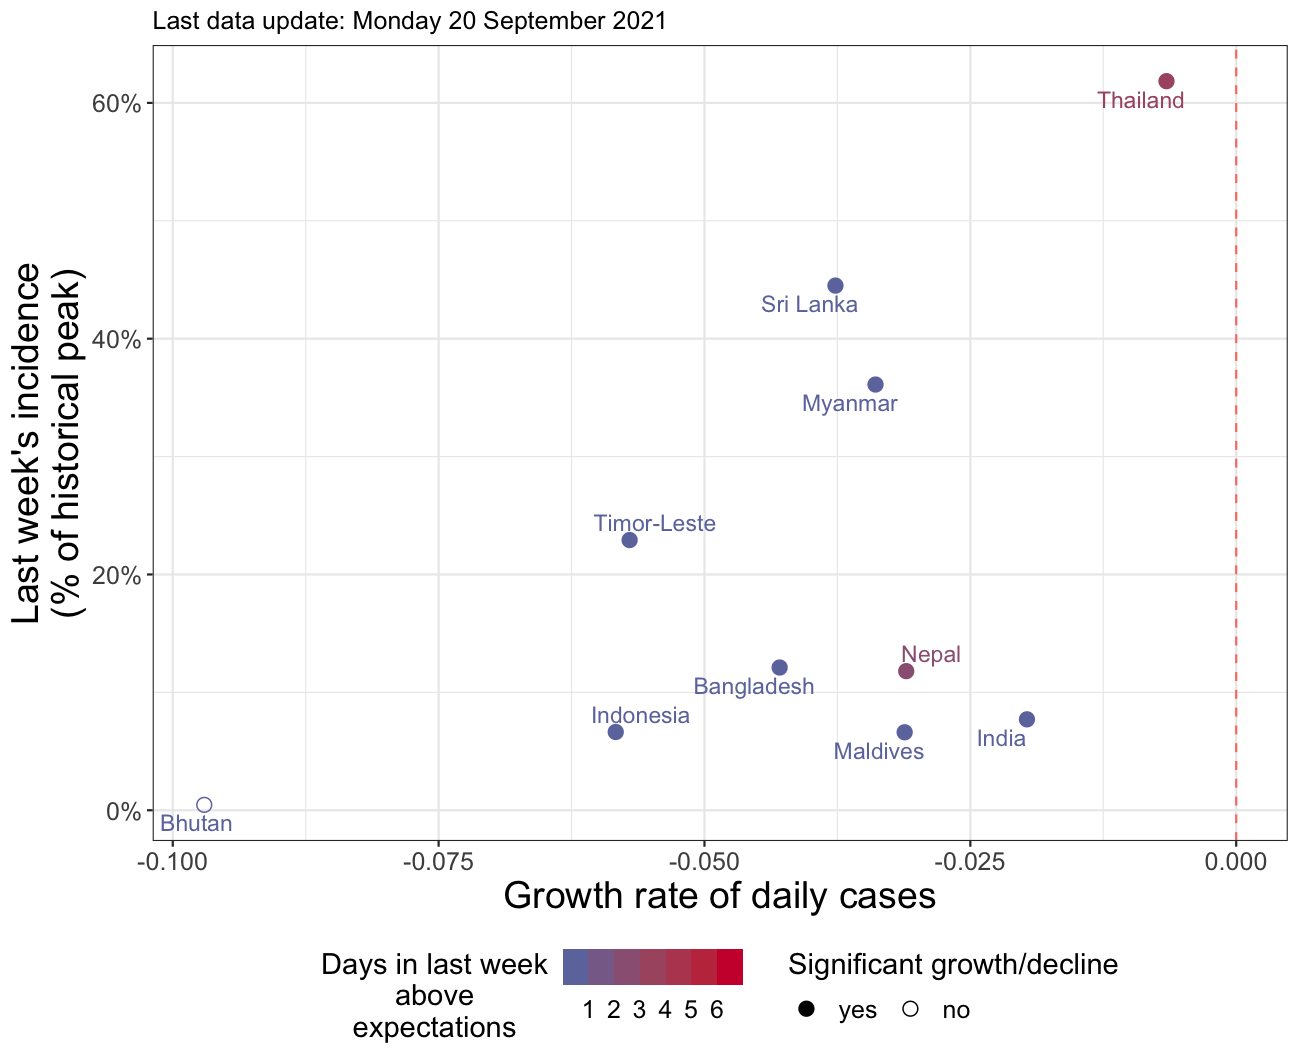 Last data update: Monday 20 September 2021
Last week's incidence
(% of historical peak)
60%
40%
20%
0%
Thailand
Sri Lanka
Myanmar
Timor-Leste
Nepal
Bangladesh
Indonesia
Maldives
India
Bhutan
-0.100 -0.075 -0.050 -0.025 0.000
Growth rate of daily cases
Days in last week
above
expectations
1 2 3 4 5 6
Significant growth/decline
yes no